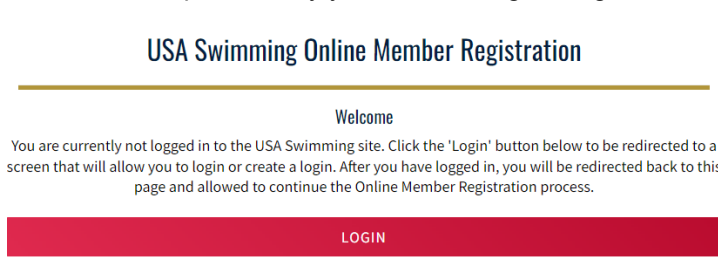 USA Swimming Online Member Registration
Welcome
You are currently not logged in to the USA Swimming site. Click the 'Login' button below to be redirected to a
screen that will allow you to login or create a login. After you have logged in, you will be redirected back to this
page and allowed to continue the Online Member Registration process.
LOGIN